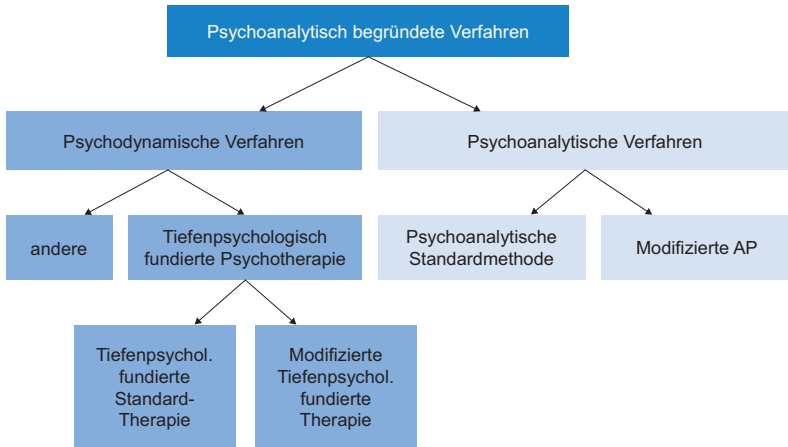 Psychoanalytisch begründete Verfahren
Psychodynamische Verfahren
Psychoanalytische Verfahren
andere
Tiefenpsychologisch
fundierte Psychotherapie
Psychoanalytische
Standardmethode
Modifizierte AP
Tiefenpsychol.
fundierte
Standard-
Therapie
Modifizierte
Tiefenpsychol.
fundierte
Therapie